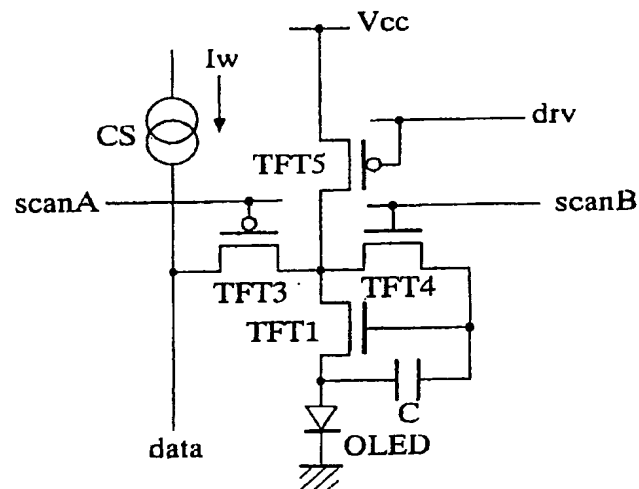 Vcc
Iw
CS
drv
TFT5
scanA
scanB
TFT3
TFT4
TFT1
C
OLED
data